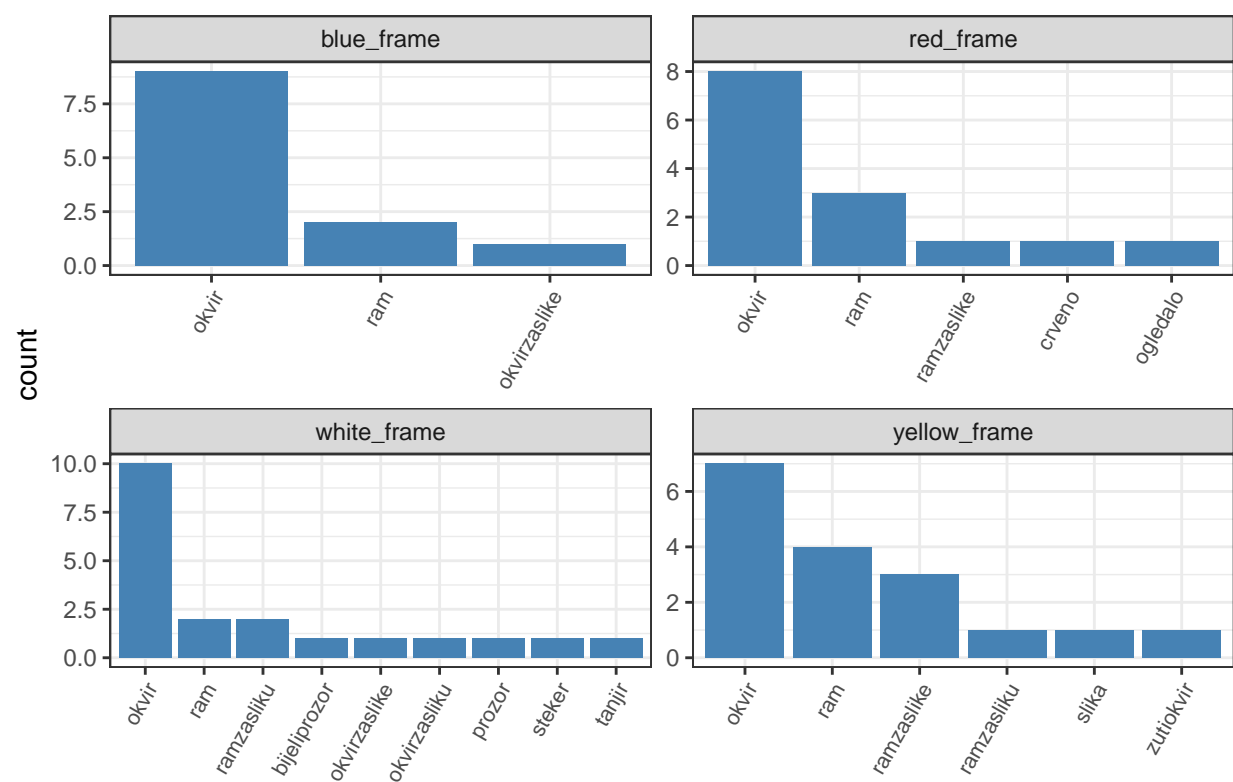 blue_frame
7.5
5.0
2.5
0.0
okvir ram okvirzaslike
red_frame
8
6
4
2
0
okvir ram ramzaslike crveno ogledalo
count
white_frame
10.0
7.5
5.0
2.5
0.0
okvir ram ramzasliku bijeliprozor okvirzaslike okvirzasliku prozor steker tanjir
yellow_frame
6
4
2
0
okvir ram ramzaslike ramzasliku slika zutiokvir